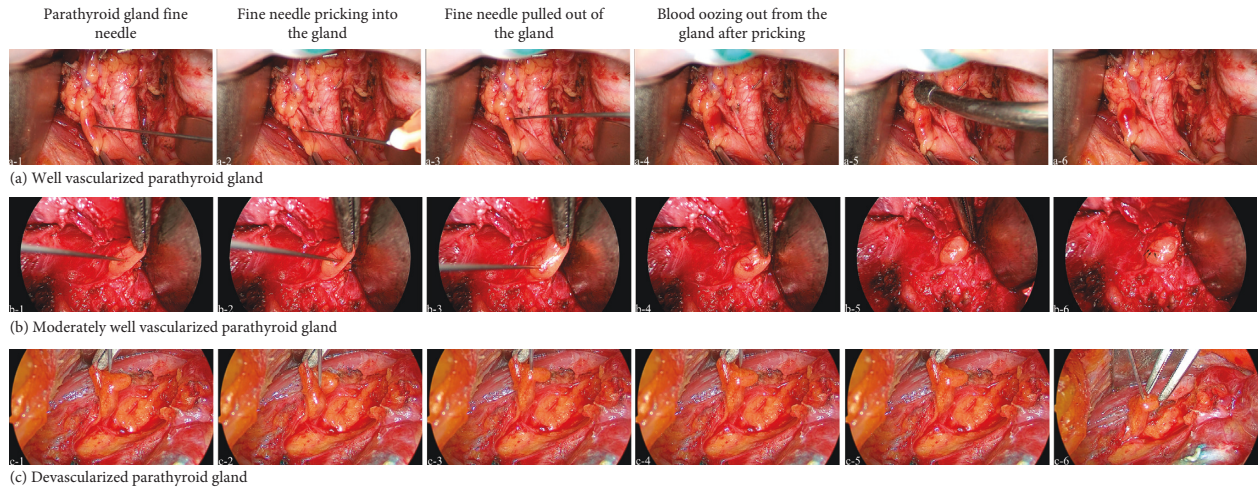 Parathyroid gland fine
needle
Fine needle pricking into
the gland
Fine needle pulled out of
the gland
Blood oozing out from the
gland after pricking
a-1
a-2
a-3
a-4
a-5
a-6
(a) Well vascularized parathyroid gland
b-1
b-2
b-3
b-4
b-5
b-6
(b) Moderately well vascularized parathyroid gland
c-1
c-2
c-3
c-4
c-5
c-6
(c) Devascularized parathyroid gland